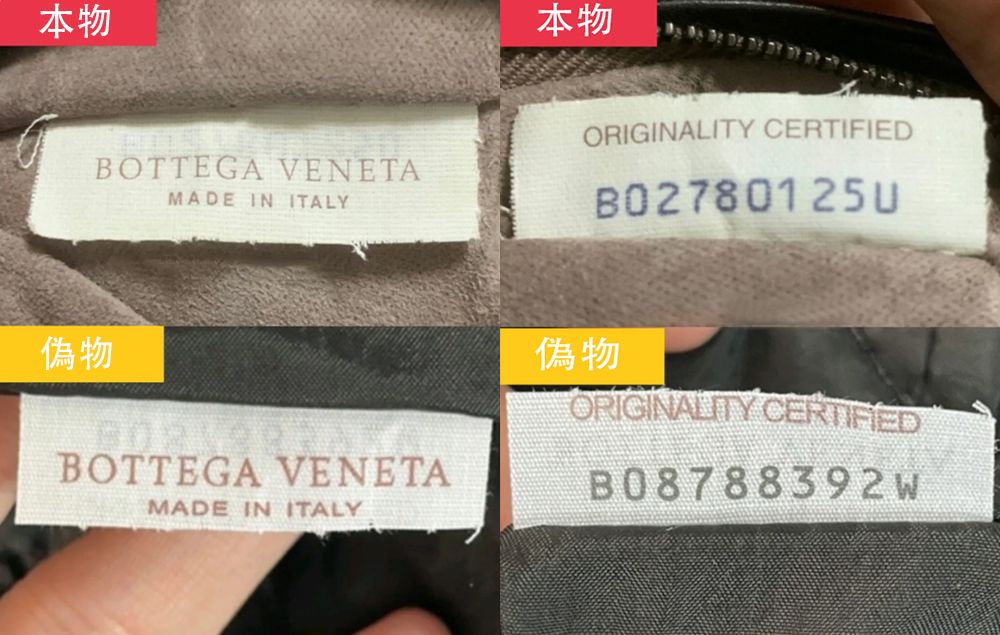 本物
BOTTEGA VENETA
MADE IN ITALY
本物
ORIGINALITY CERTIFIED
B02780125U
偽物
BOTTEGA VENETA
MADE IN ITALY
偽物
ORIGINALITY CERTIFIED
B08788392W